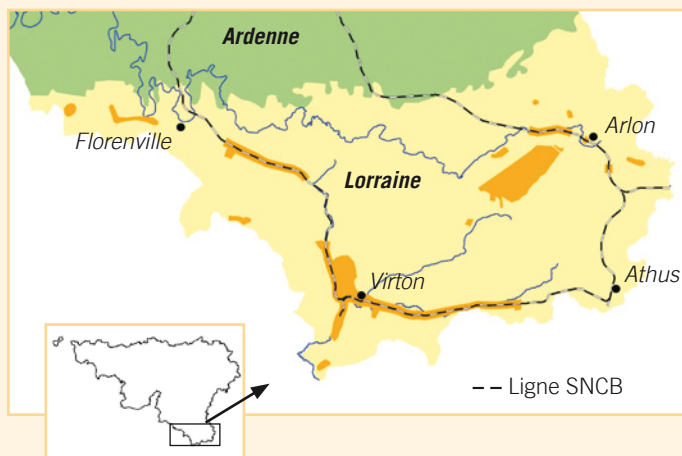 Ardenne
Florenville
Arlon
Lorraine
Virton
Athus
Ligne SNCB